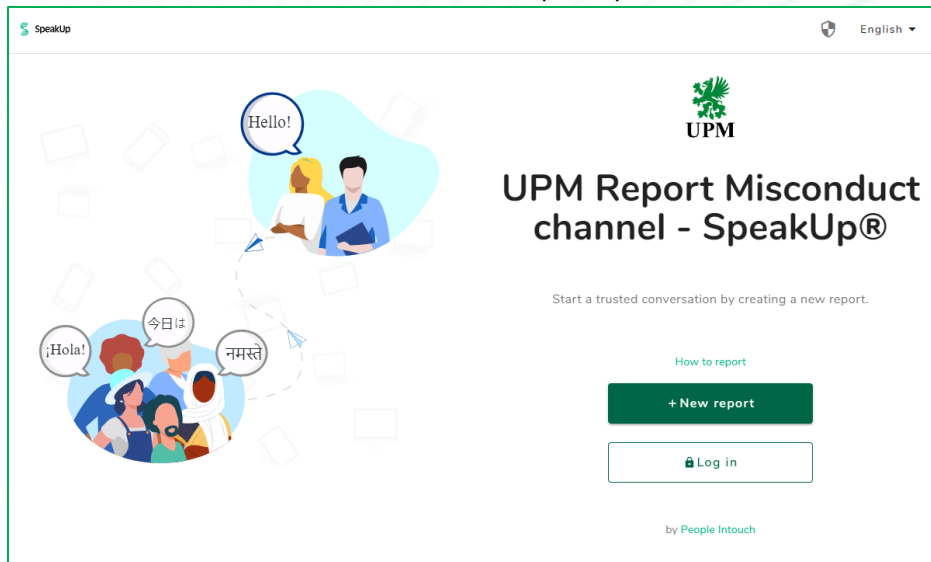 SpeakUp
English
Hello!
今日は
¡Hola!
नमस्ते
UPM
UPM Report Misconduct
channel - SpeakUp®
Start a trusted conversation by creating a new report.
How to report
+ New report
Log in
by People Intouch